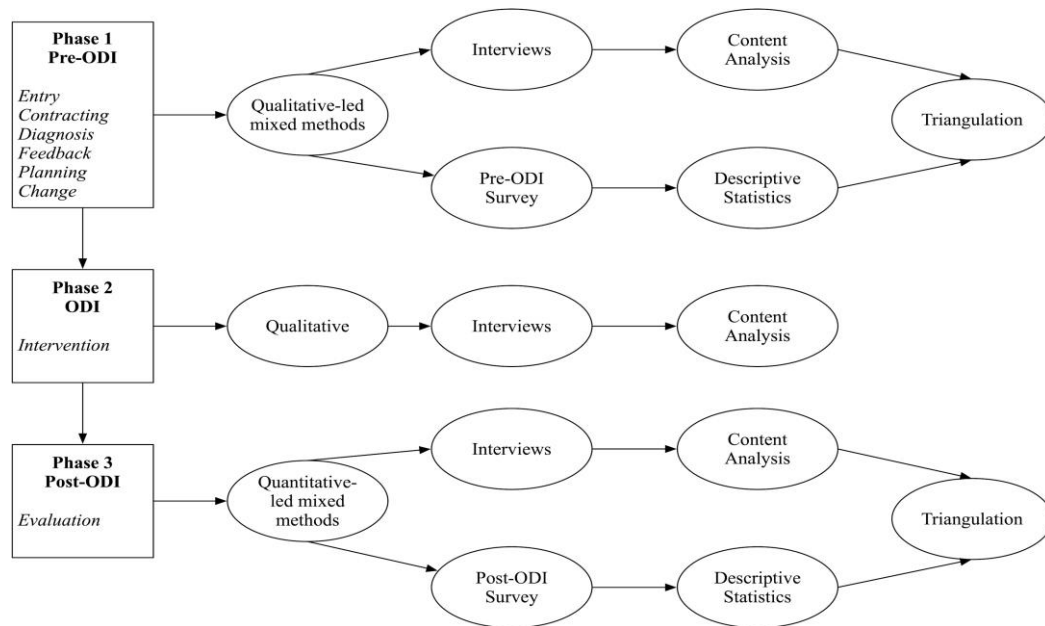 Phase 1
Pre-ODI
Entry
Contracting
Diagnosis
Feedback
Planning
Change
Qualitative-led
mixed methods
Interviews
Content
Analysis
Pre-ODI
Survey
Descriptive
Statistics
Triangulation
Phase 2
ODI
Intervention
Qualitative
Interviews
Content
Analysis
Phase 3
Post-ODI
Evaluation
Quantitative-
led mixed
methods
Interviews
Content
Analysis
Post-ODI
Survey
Descriptive
Statistics
Triangulation